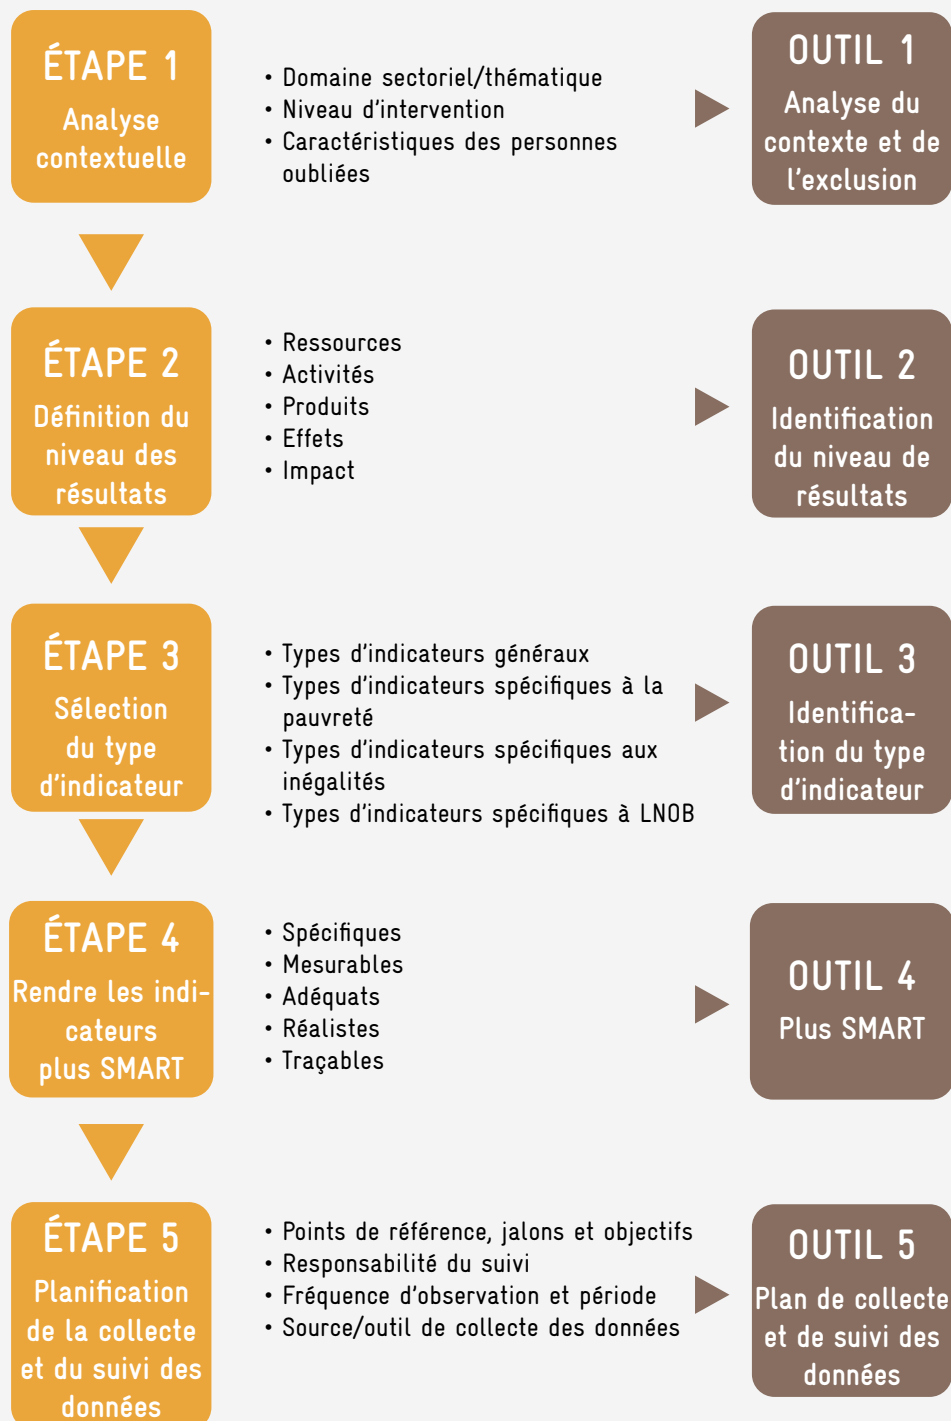 ÉTAPE 1
Analyse
contextuelle
• Domaine sectoriel/thématique
• Niveau d'intervention
• Caractéristiques des personnes
oubliées
OUTIL 1
Analyse du
contexte et de
l'exclusion
ÉTAPE 2
Définition du
niveau des
résultats
• Ressources
• Activités
• Produits
• Effets
• Impact
OUTIL 2
Identification
du niveau de
résultats
ÉTAPE 3
Sélection
du type
d'indicateur
• Types d'indicateurs généraux
• Types d'indicateurs spécifiques à la
pauvreté
• Types d'indicateurs spécifiques aux
inégalités
• Types d'indicateurs spécifiques à LNOB
OUTIL 3
Identifica-
tion du type
d'indicateur
ÉTAPE 4
Rendre les indi-
cateurs
plus SMART
• Spécifiques
• Mesurables
• Adéquats
• Réalistes
• Traçables
OUTIL 4
Plus SMART
ÉTAPE 5
Planification
de la collecte
et du suivi des
données
• Points de référence, jalons et objectifs
• Responsabilité du suivi
• Fréquence d'observation et période
• Source/outil de collecte des données
OUTIL 5
Plan de collecte
et de suivi des
données